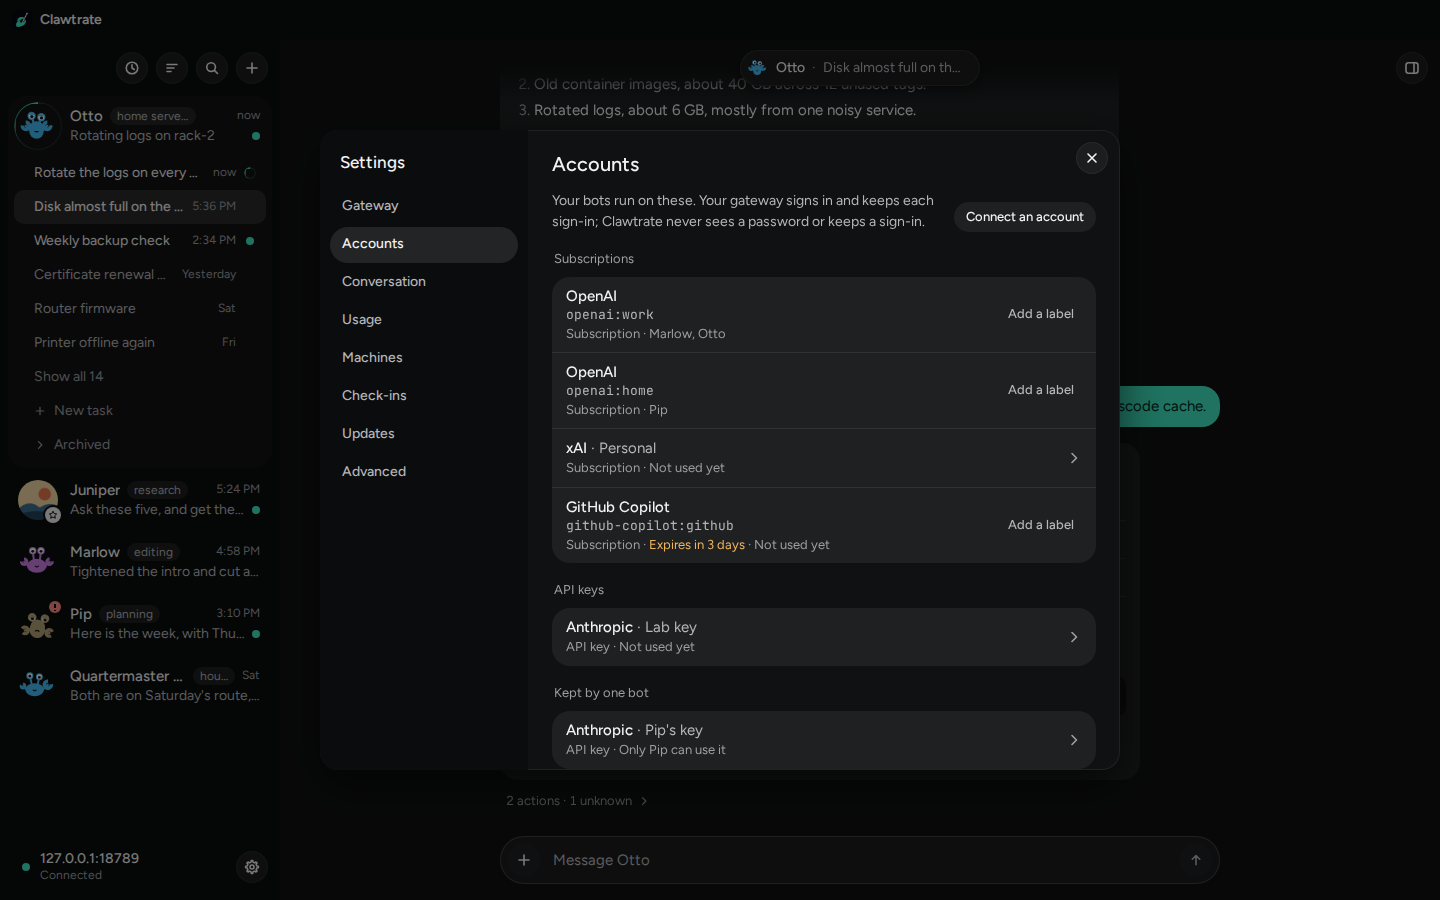 Clawtrate
Otto home serve... now
Rotating logs on rack-2
Rotate the logs on every ... now
Disk almost full on the ... 5:36 PM
Weekly backup check 2:34 PM
Certificate renewal ... Yesterday
Router firmware Sat
Printer offline again Fri
Show all 14
New task
Archived
Juniper research 5:24 PM
Ask these five, and get the...
Marlow editing 4:58 PM
Tightened the intro and cut a...
Pip planning 3:10 PM
Here is the week, with Thu...
Quartermaster ... hou... Sat
Both are on Saturday's route,...
127.0.0.1:18789
Connected
Otto · Disk almost full on th...
2. Old container images, about 40 GB across 12 unused tags.
3. Rotated logs, about 6 GB, mostly from one noisy service.
Settings
Gateway
Accounts
Conversation
Usage
Machines
Check-ins
Updates
Advanced
Accounts
Your bots run on these. Your gateway signs in and keeps each
sign-in; Clawtrate never sees a password or keeps a sign-in.
Connect an account
Subscriptions
OpenAI
openai:work
Subscription · Marlow, Otto
Add a label
OpenAI
openai:home
Subscription · Pip
Add a label
xAI · Personal
Subscription · Not used yet
GitHub Copilot
github-copilot:github
Subscription · Expires in 3 days · Not used yet
Add a label
API keys
Anthropic · Lab key
API key · Not used yet
Kept by one bot
Anthropic · Pip's key
API key · Only Pip can use it
scode cache.
2 actions · 1 unknown
Message Otto